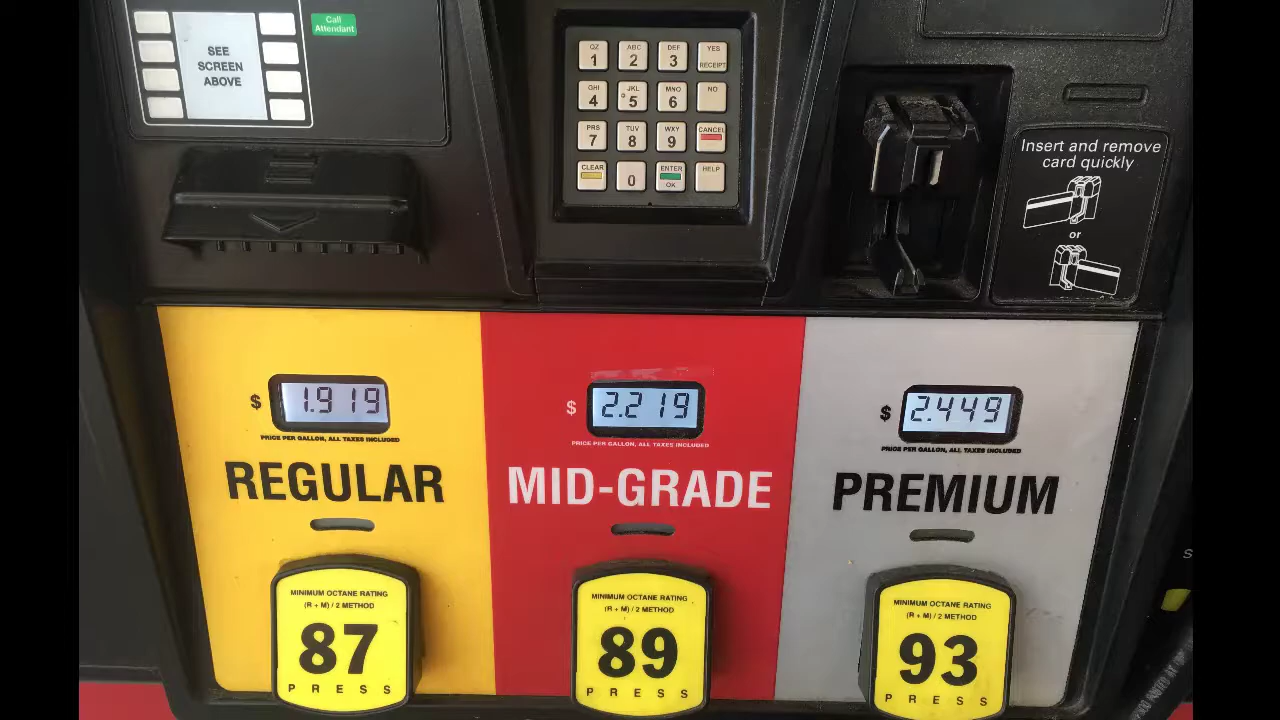 SEE
SCREEN
ABOVE
Call
Attendant
QZ
1
ABC
2
DEF
3
YES
RECEIPT
GHI
4
JKL
5
MNO
6
NO
PRS
7
TUV
8
WXY
9
CANCEL
CLEAR
0
ENTER
OK
HELP
Insert and remove
card quickly
or
$ 1.919
PRICE PER GALLON, ALL TAXES INCLUDED
REGULAR
MINIMUM OCTANE RATING
(R + M) / 2 METHOD
87
PRESS
$ 2.219
PRICE PER GALLON, ALL TAXES INCLUDED
MID-GRADE
MINIMUM OCTANE RATING
(R + M) / 2 METHOD
89
PRESS
$ 2.449
PRICE PER GALLON, ALL TAXES INCLUDED
PREMIUM
MINIMUM OCTANE RATING
(R + M) / 2 METHOD
93
PRESS
S